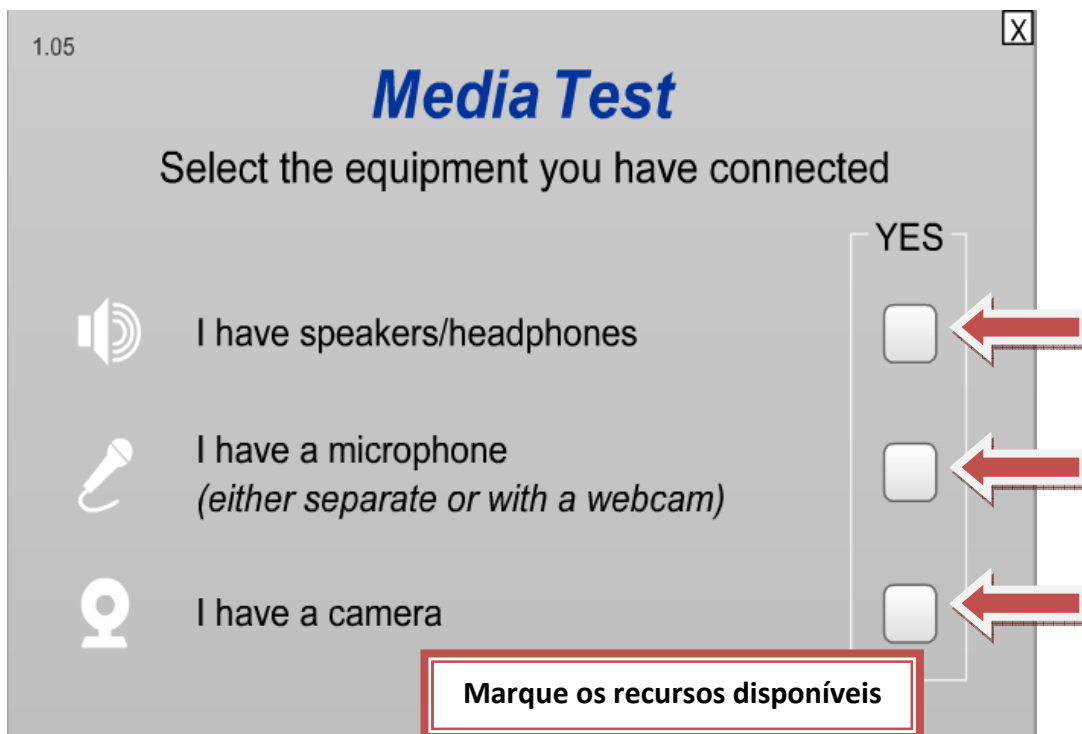 X
1.05
Media Test
Select the equipment you have connected
YES
I have speakers/headphones
I have a microphone
(either separate or with a webcam)
I have a camera
Marque os recursos disponíveis